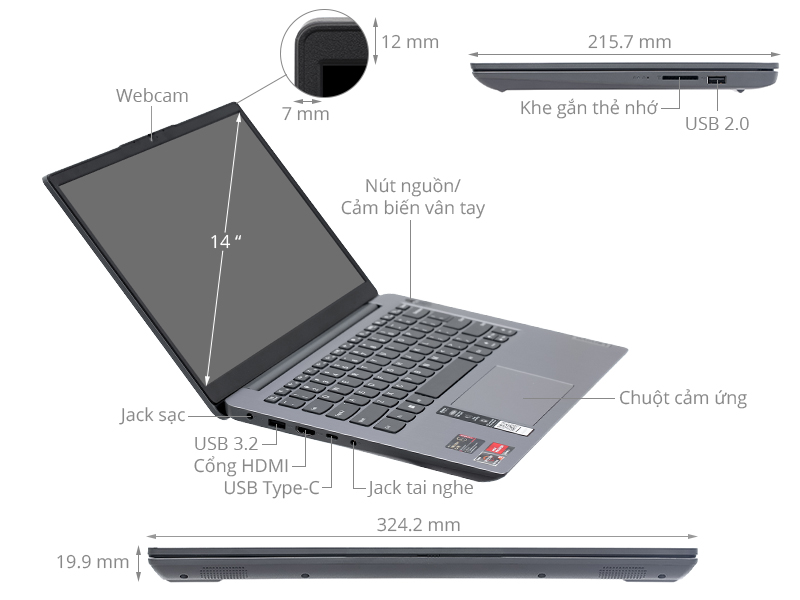 12 mm
7 mm
215.7 mm
Khe gắn thẻ nhớ
USB 2.0
Webcam
Nút nguồn/
Cảm biến vân tay
14 “
Chuột cảm ứng
Jack sạc
USB 3.2
Cổng HDMI
USB Type-C
Jack tai nghe
324.2 mm
19.9 mm